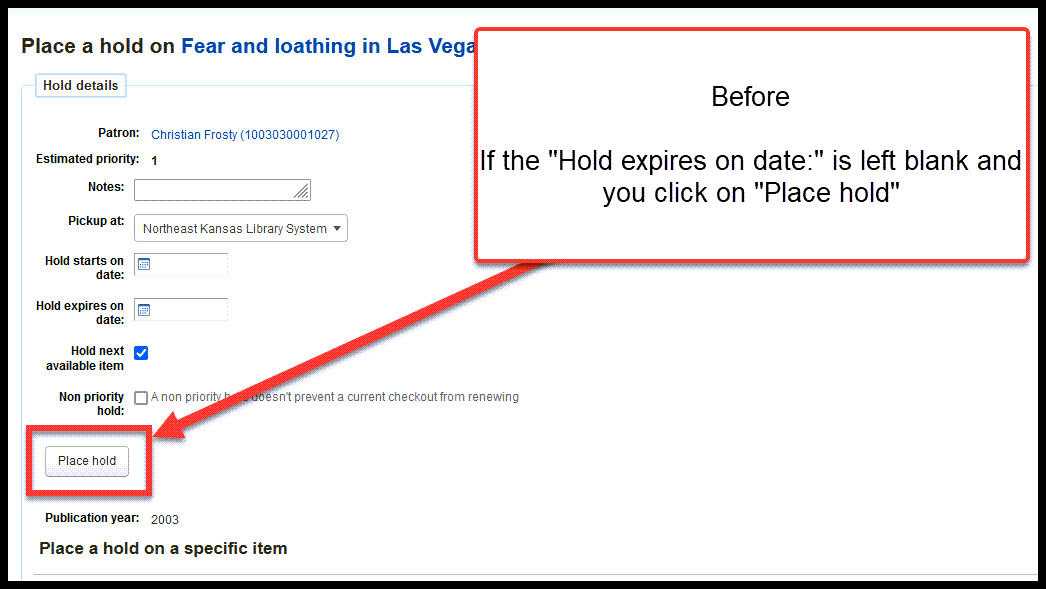 Place a hold on Fear and loathing in Las Vega
Hold details
Patron: Christian Frosty (1003030001027)
Estimated priority: 1
Notes:
Pickup at: Northeast Kansas Library System
Hold starts on
date:
Hold expires on
date:
Hold next
available item
Non priority
hold:
A non priority hold doesn't prevent a current checkout from renewing
Place hold
Publication year: 2003
Place a hold on a specific item
Before
If the "Hold expires on date:" is left blank and
you click on "Place hold"